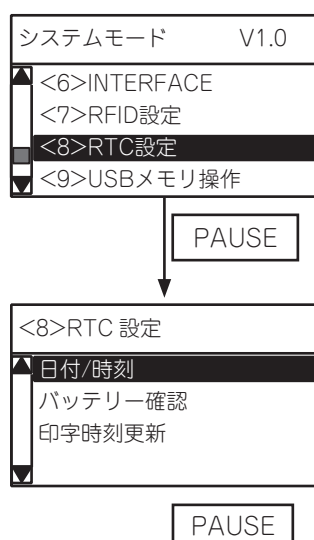 システムモード V1.0
<6>INTERFACE
<7>RFID設定
<8>RTC設定
<9>USBメモリ操作
PAUSE
<8>RTC 設定
日付/時刻
バッテリー確認
印字時刻更新
PAUSE